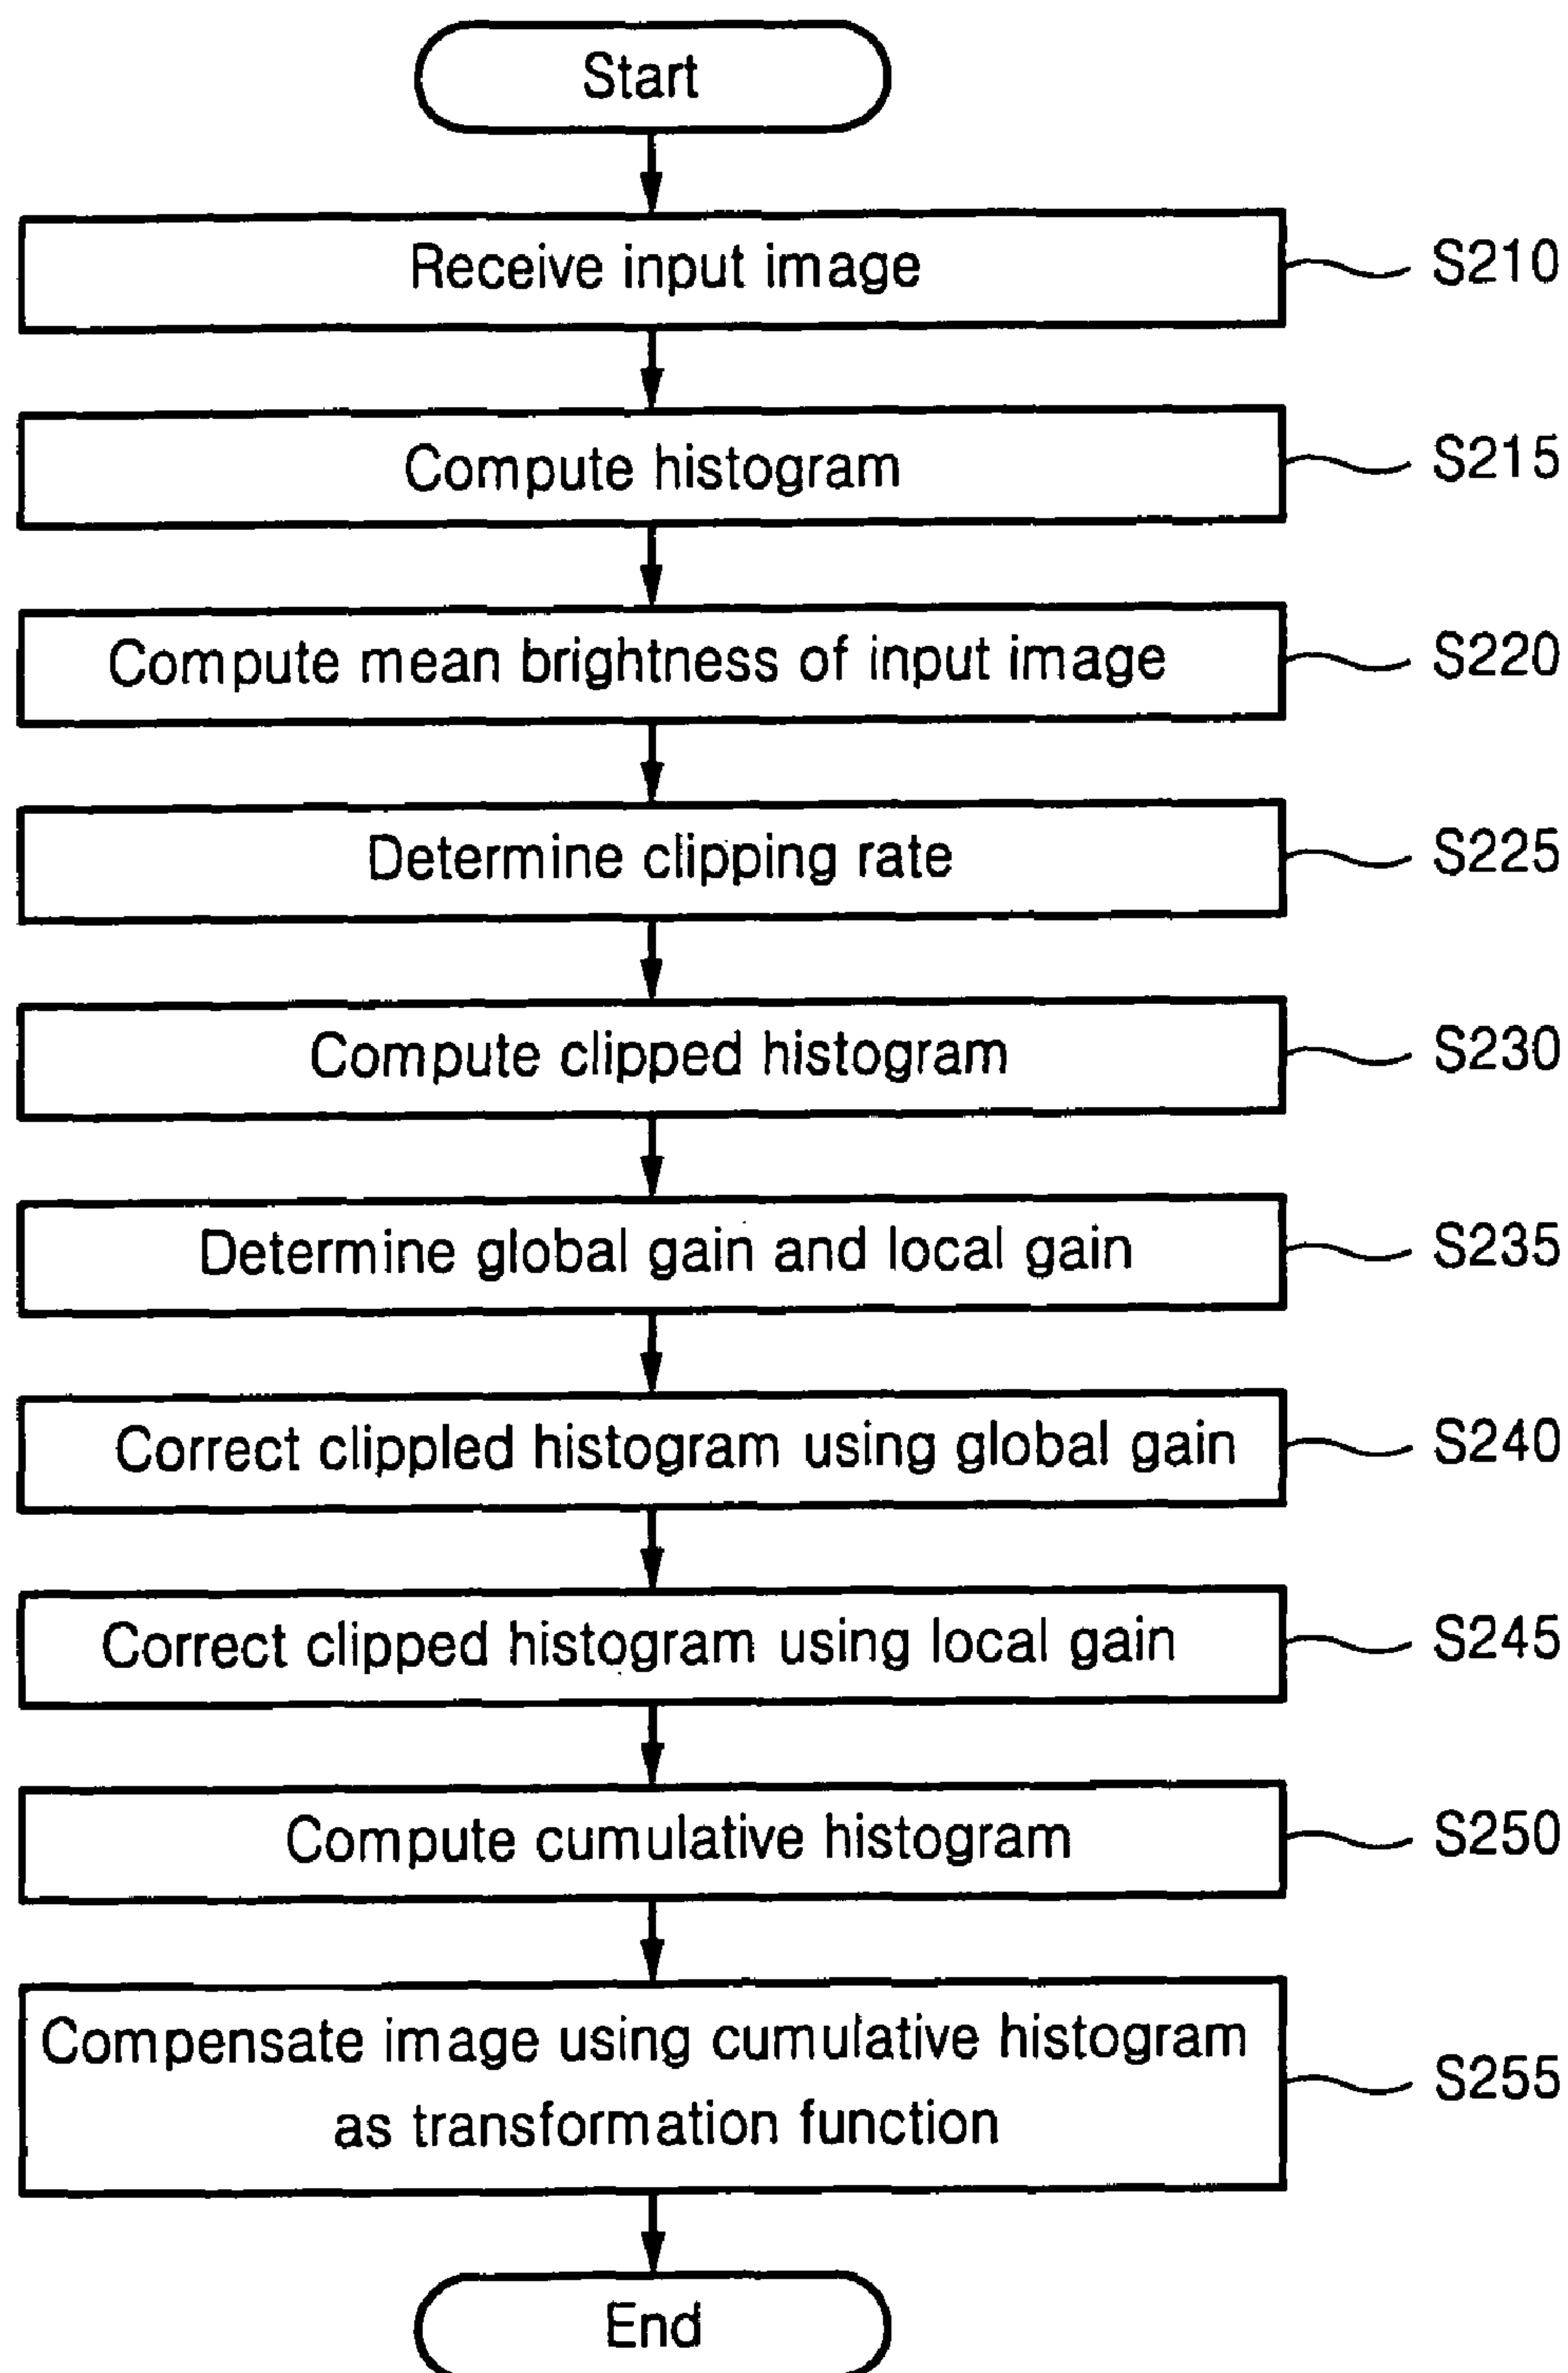 Start
Receive input image S210
Compute histogram S215
Compute mean brightness of input image S220
Determine clipping rate S225
Compute clipped histogram S230
Determine global gain and local gain S235
Correct clippled histogram using global gain S240
Correct clipped histogram using local gain S245
Compute cumulative histogram S250
Compensate image using cumulative histogram
as transformation function S255
End